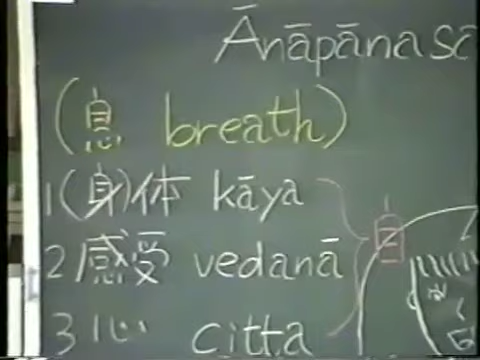 Ānāpānasa
(息 breath)
1(身)体 kāya
2 感受 vedanā
3 心 citta